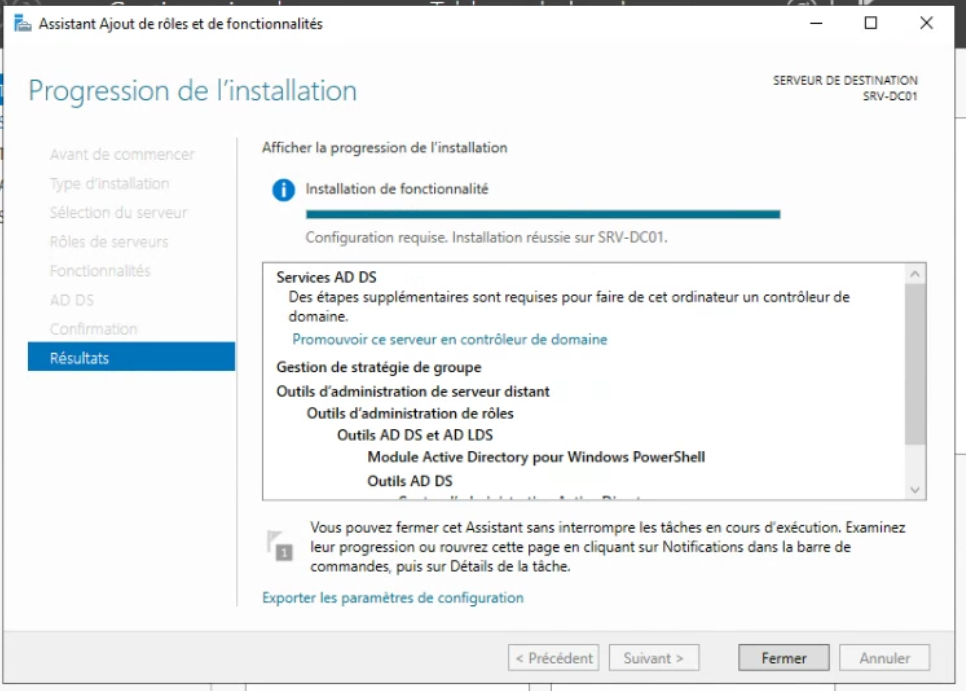 Assistant Ajout de rôles et de fonctionnalités
Progression de l'installation
SERVEUR DE DESTINATION
SRV-DC01
Avant de commencer
Type d'installation
Sélection du serveur
Rôles de serveurs
Fonctionnalités
AD DS
Confirmation
Résultats
Afficher la progression de l'installation
Installation de fonctionnalité
Configuration requise. Installation réussie sur SRV-DC01.
Services AD DS
Des étapes supplémentaires sont requises pour faire de cet ordinateur un contrôleur de
domaine.
Promouvoir ce serveur en contrôleur de domaine
Gestion de stratégie de groupe
Outils d'administration de serveur distant
Outils d'administration de rôles
Outils AD DS et AD LDS
Module Active Directory pour Windows PowerShell
Outils AD DS
1
Vous pouvez fermer cet Assistant sans interrompre les tâches en cours d'exécution. Examinez
leur progression ou rouvrez cette page en cliquant sur Notifications dans la barre de
commandes, puis sur Détails de la tâche.
Exporter les paramètres de configuration
< Précédent
Suivant >
Fermer
Annuler